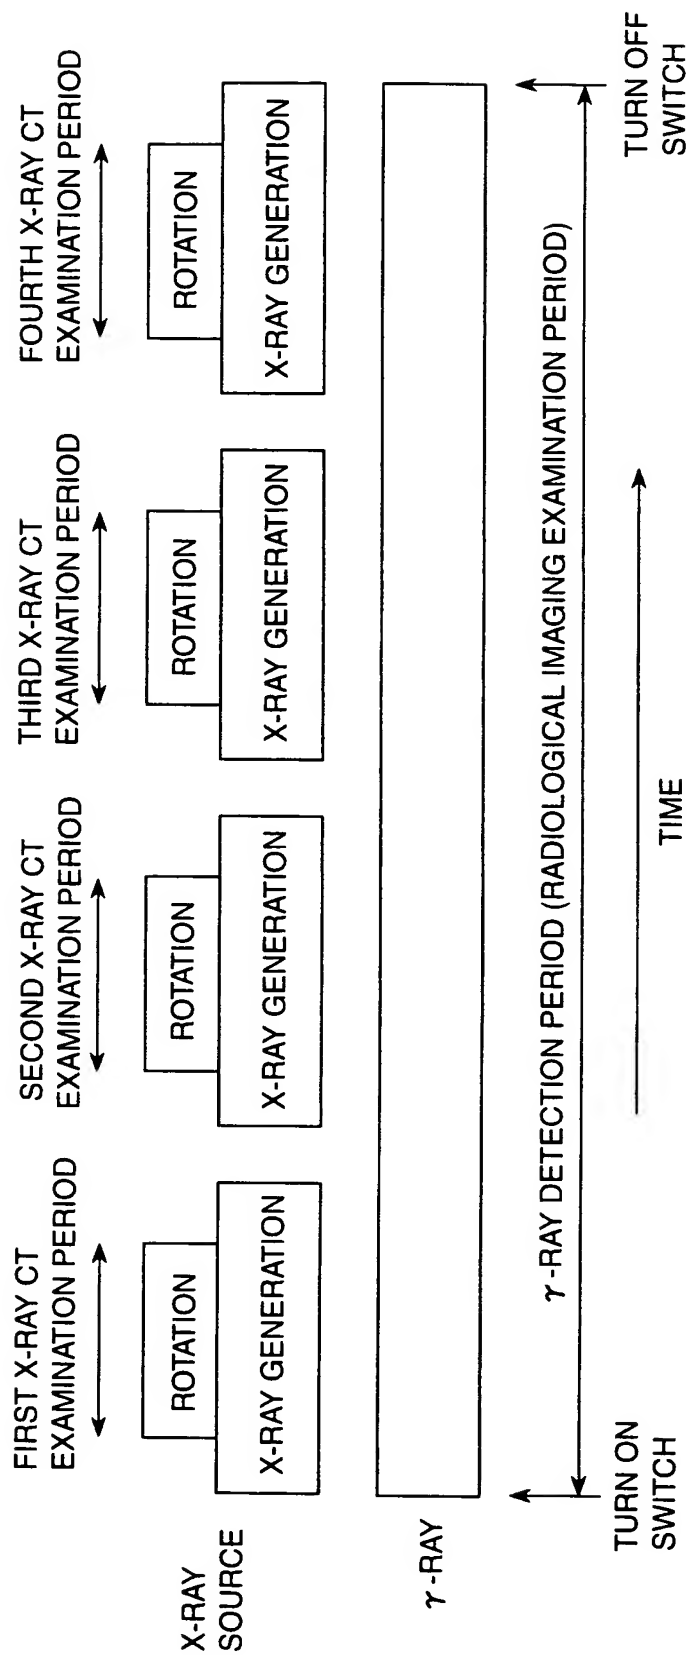 FIRST X-RAY CT
EXAMINATION PERIOD
SECOND X-RAY CT
EXAMINATION PERIOD
THIRD X-RAY CT
EXAMINATION PERIOD
FOURTH X-RAY CT
EXAMINATION PERIOD
X-RAY
SOURCE
ROTATION
X-RAY GENERATION
ROTATION
X-RAY GENERATION
ROTATION
X-RAY GENERATION
ROTATION
X-RAY GENERATION
γ-RAY
γ-RAY DETECTION PERIOD (RADIOLOGICAL IMAGING EXAMINATION PERIOD)
TURN ON
SWITCH
TIME
TURN OFF
SWITCH